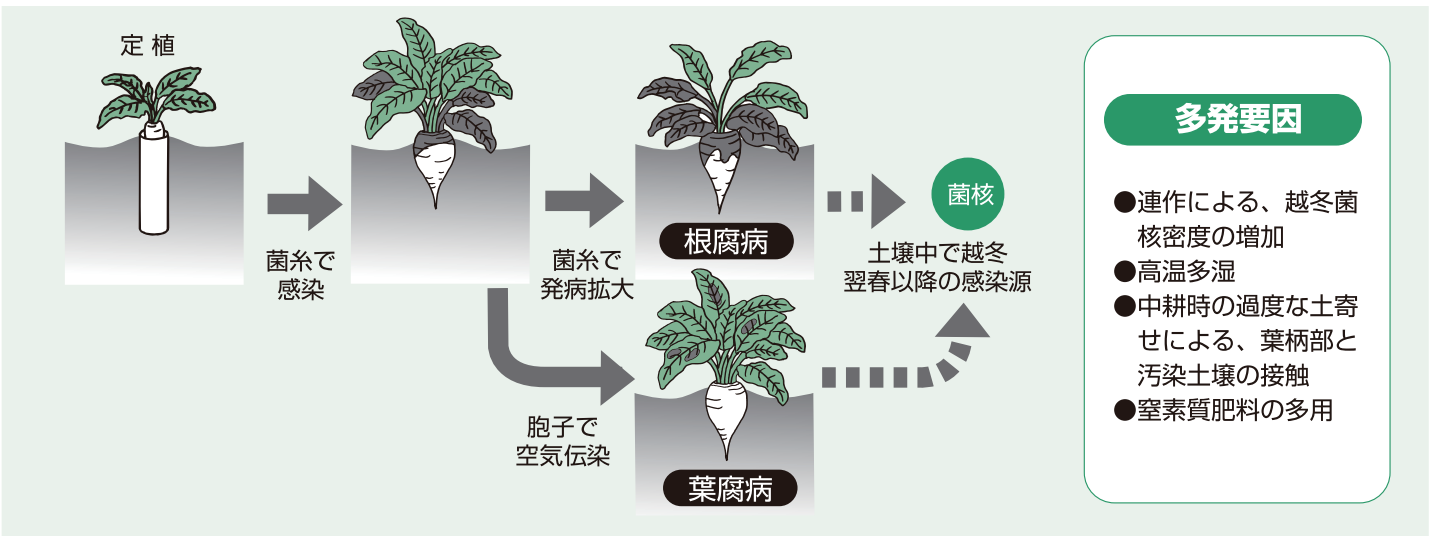 定植
菌糸で
感染
菌糸で
発病拡大
根腐病
菌核
土壌中で越冬
翌春以降の感染源
胞子で
空気伝染
葉腐病
多発要因
●連作による、越冬菌
核密度の増加
●高温多湿
●中耕時の過度な土寄
せによる、葉柄部と
汚染土壌の接触
●窒素質肥料の多用